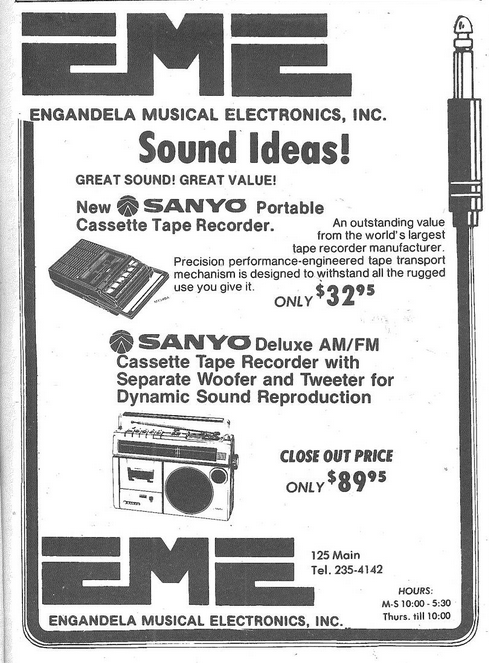 EME
ENGANDELA MUSICAL ELECTRONICS, INC.
Sound Ideas!
GREAT SOUND! GREAT VALUE!
New SANYO Portable
Cassette Tape Recorder.
An outstanding value
from the world's largest
tape recorder manufacturer.
Precision performance-engineered tape transport
mechanism is designed to withstand all the rugged
use you give it.
ONLY $3295
SANYO Deluxe AM/FM
Cassette Tape Recorder with
Separate Woofer and Tweeter for
Dynamic Sound Reproduction
CLOSE OUT PRICE
ONLY $8995
SANYO
EME
ENGANDELA MUSICAL ELECTRONICS, INC.
125 Main
Tel. 235-4142
HOURS:
M-S 10:00 - 5:30
Thurs. till 10:00